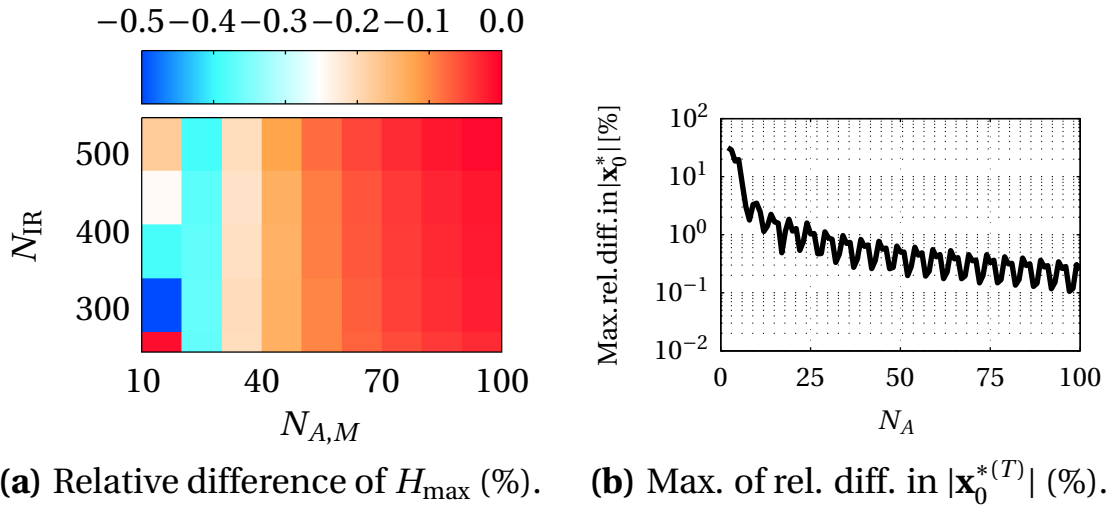 −0.5 −0.4 −0.3 −0.2 −0.1 0.0
500
400
300
N_IR
10 40 70 100
N_{A,M}
(a) Relative difference of H_max (%).
10^2
10^1
10^0
10^{−1}
10^{−2}
Max.rel.diff.in|x_0^*|[%]
0 25 50 75 100
N_A
(b) Max. of rel. diff. in |x_0^{*(T)}| (%).